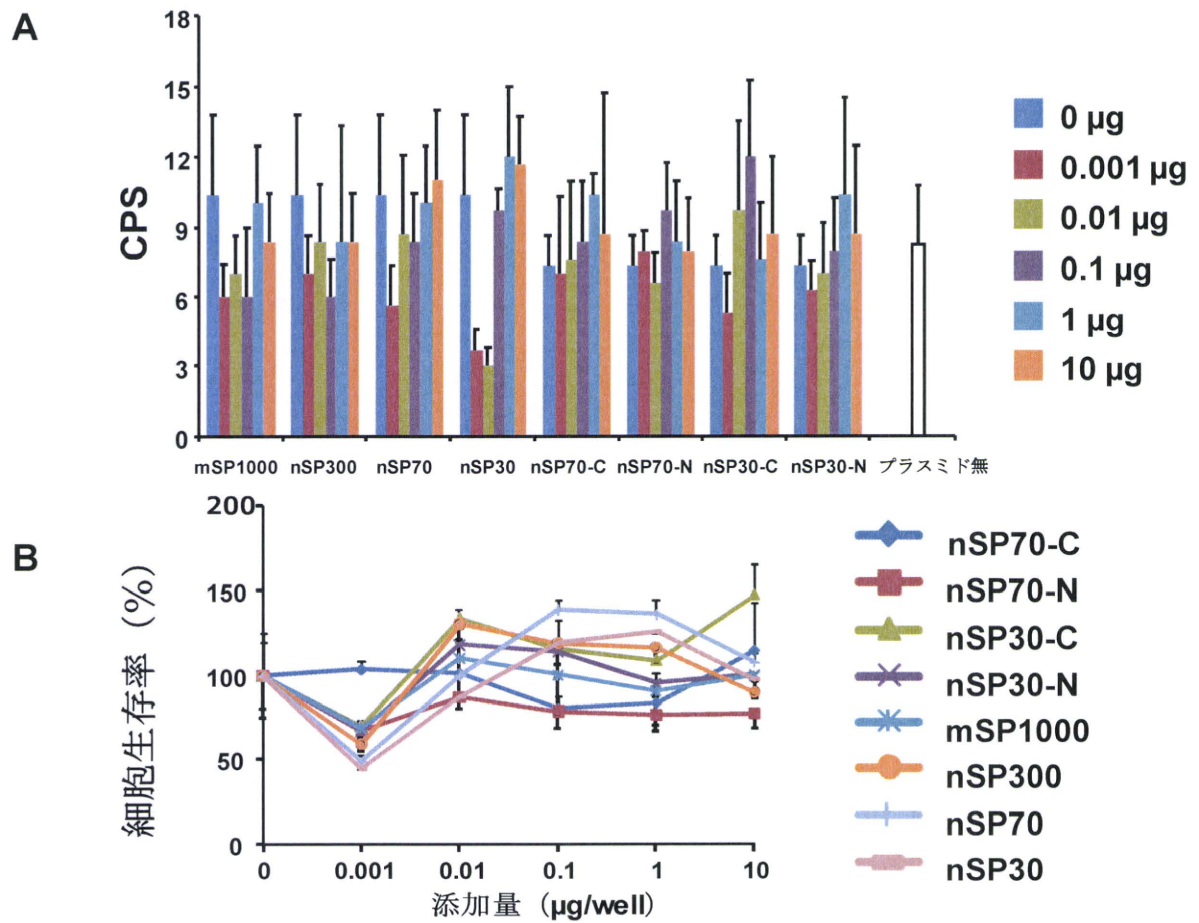 A
18
15
12
9
6
3
0
CPS
mSP1000 nSP300 nSP70 nSP30 nSP70-C nSP70-N nSP30-C nSP30-N プラスミド無
0 µg
0.001 µg
0.01 µg
0.1 µg
1 µg
10 µg
B
200
150
100
50
0
細胞生存率 (%)
0 0.001 0.01 0.1 1 10
添加量 (µg/well)
nSP70-C
nSP70-N
nSP30-C
nSP30-N
mSP1000
nSP300
nSP70
nSP30